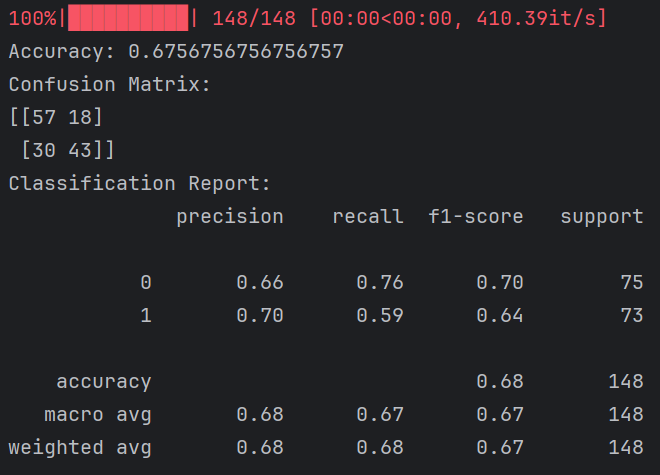 100%|██████████| 148/148 [00:00<00:00, 410.39it/s]
Accuracy: 0.6756756756756757
Confusion Matrix:
[[57 18]
 [30 43]]
Classification Report:
              precision    recall  f1-score   support

           0       0.66      0.76      0.70        75
           1       0.70      0.59      0.64        73

    accuracy                           0.68       148
   macro avg       0.68      0.67      0.67       148
weighted avg       0.68      0.68      0.67       148